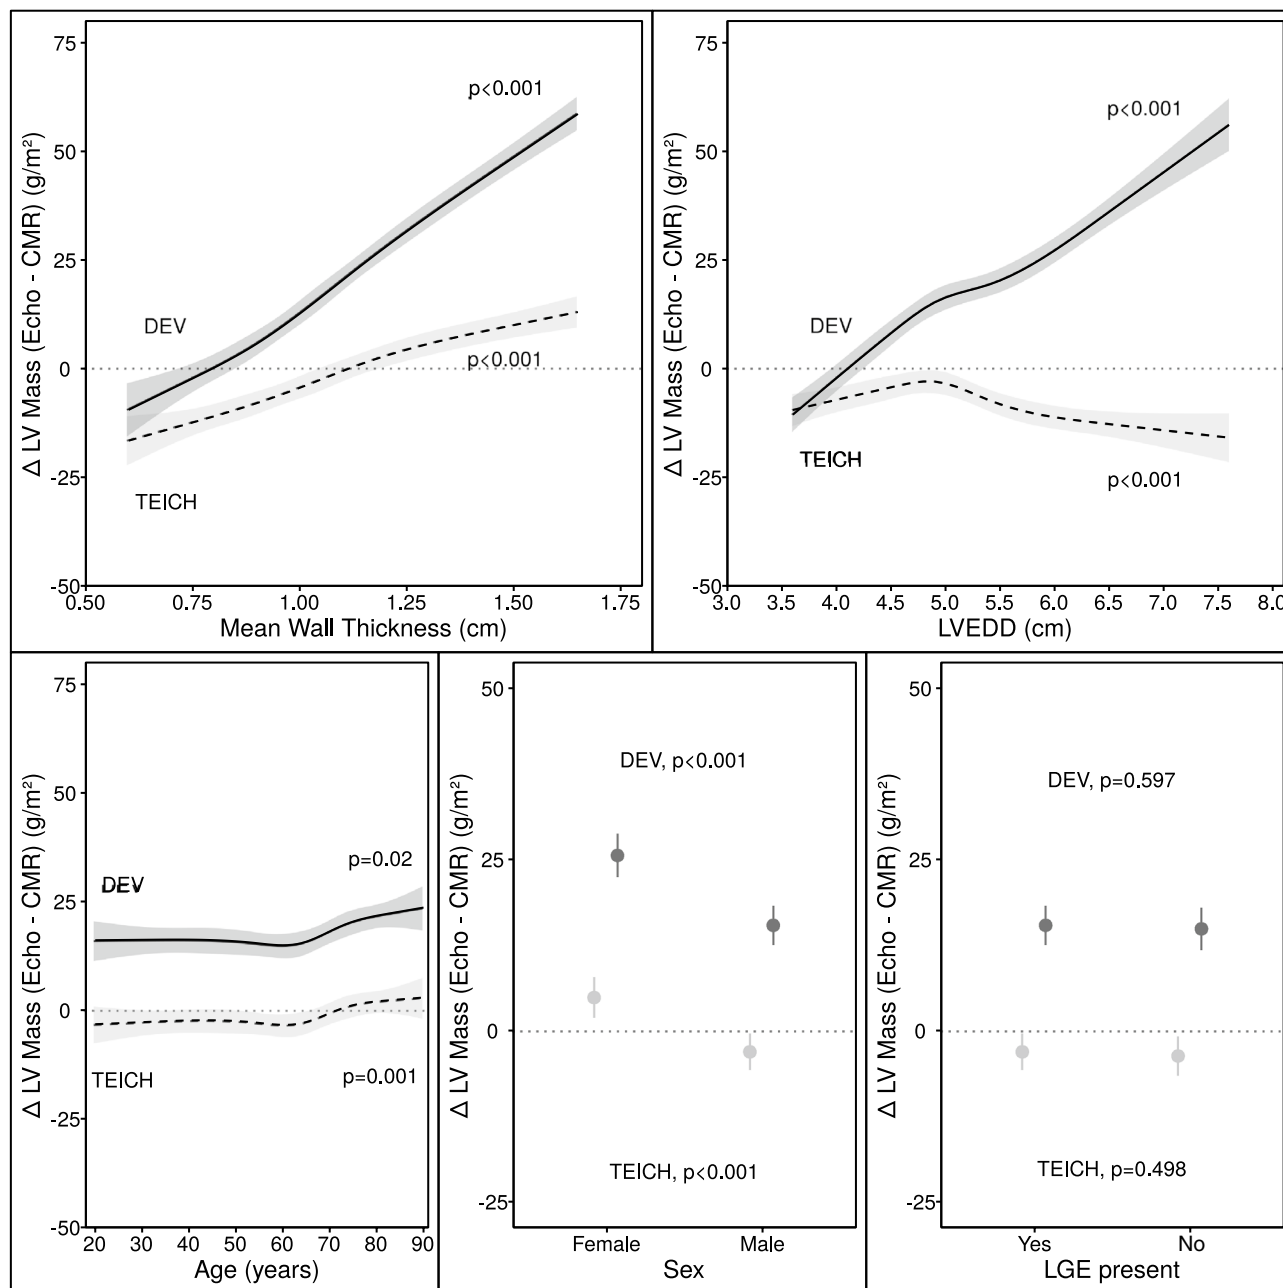 75
50
25
0
-25
-50
Δ LV Mass (Echo - CMR) (g/m²)
p<0.001
DEV
p<0.001
TEICH
0.50 0.75 1.00 1.25 1.50 1.75
Mean Wall Thickness (cm)
75
50
25
0
-25
-50
Δ LV Mass (Echo - CMR) (g/m²)
p<0.001
DEV
TEICH
p<0.001
3.0 3.5 4.0 4.5 5.0 5.5 6.0 6.5 7.0 7.5 8.0
LVEDD (cm)
75
50
25
0
-25
-50
Δ LV Mass (Echo - CMR) (g/m²)
p=0.02
DEV
TEICH
p=0.001
20 30 40 50 60 70 80 90
Age (years)
50
25
0
-25
Δ LV Mass (Echo - CMR) (g/m²)
DEV, p<0.001
TEICH, p<0.001
Female Male
Sex
50
25
0
-25
Δ LV Mass (Echo - CMR) (g/m²)
DEV, p=0.597
TEICH, p=0.498
Yes No
LGE present